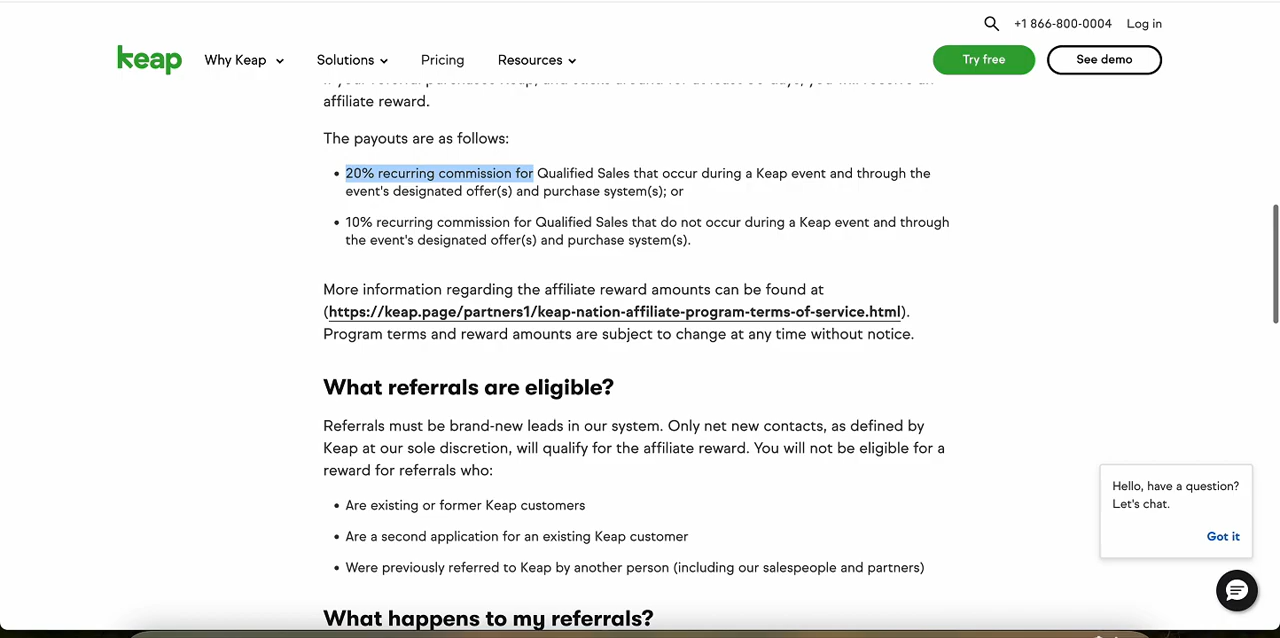 +1 866-800-0004 Log in
keap Why Keap Solutions Pricing Resources Try free See demo
affiliate reward.
The payouts are as follows:
• 20% recurring commission for Qualified Sales that occur during a Keap event and through the
event's designated offer(s) and purchase system(s); or
• 10% recurring commission for Qualified Sales that do not occur during a Keap event and through
the event's designated offer(s) and purchase system(s).
More information regarding the affiliate reward amounts can be found at
(https://keap.page/partners1/keap-nation-affiliate-program-terms-of-service.html).
Program terms and reward amounts are subject to change at any time without notice.
What referrals are eligible?
Referrals must be brand-new leads in our system. Only net new contacts, as defined by
Keap at our sole discretion, will qualify for the affiliate reward. You will not be eligible for a
reward for referrals who:
• Are existing or former Keap customers
• Are a second application for an existing Keap customer
• Were previously referred to Keap by another person (including our salespeople and partners)
What happens to my referrals?
Hello, have a question?
Let's chat.
Got it